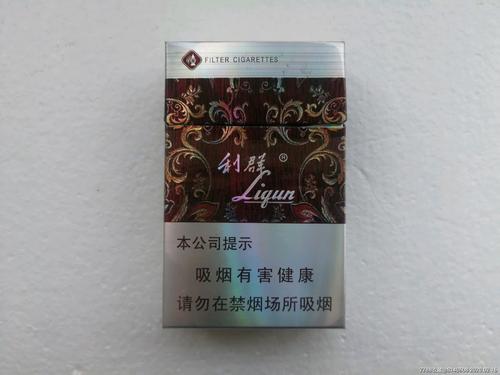 FILTER CIGARETTES
利群®
Liqun
本公司提示
吸烟有害健康
请勿在禁烟场所吸烟